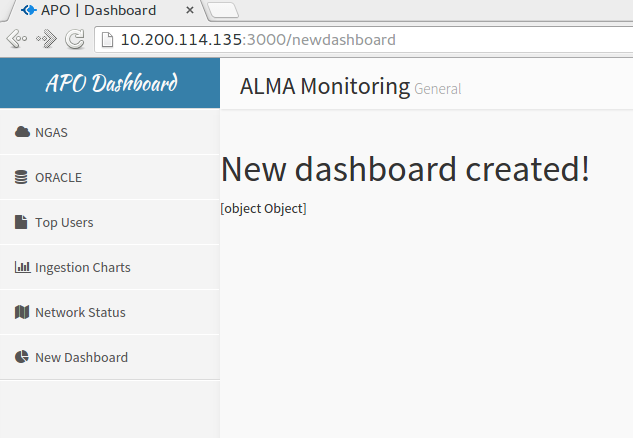 APO | Dashboard ×
10.200.114.135:3000/newdashboard
APO Dashboard
ALMA Monitoring General
NGAS
ORACLE
Top Users
Ingestion Charts
Network Status
New Dashboard
New dashboard created!
[object Object]